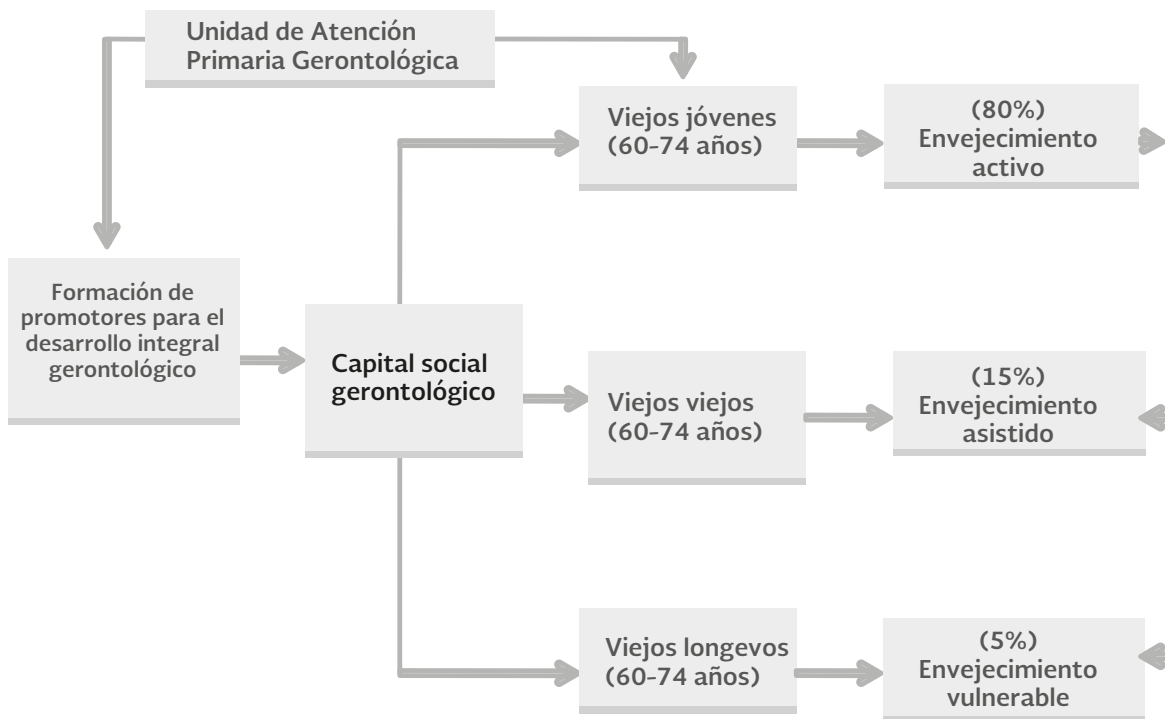 Unidad de Atención
Primaria Gerontológica
Viejos jóvenes
(60-74 años)
(80%)
Envejecimiento
activo
Formación de
promotores para el
desarrollo integral
gerontológico
Capital social
gerontológico
Viejos viejos
(60-74 años)
(15%)
Envejecimiento
asistido
Viejos longevos
(60-74 años)
(5%)
Envejecimiento
vulnerable